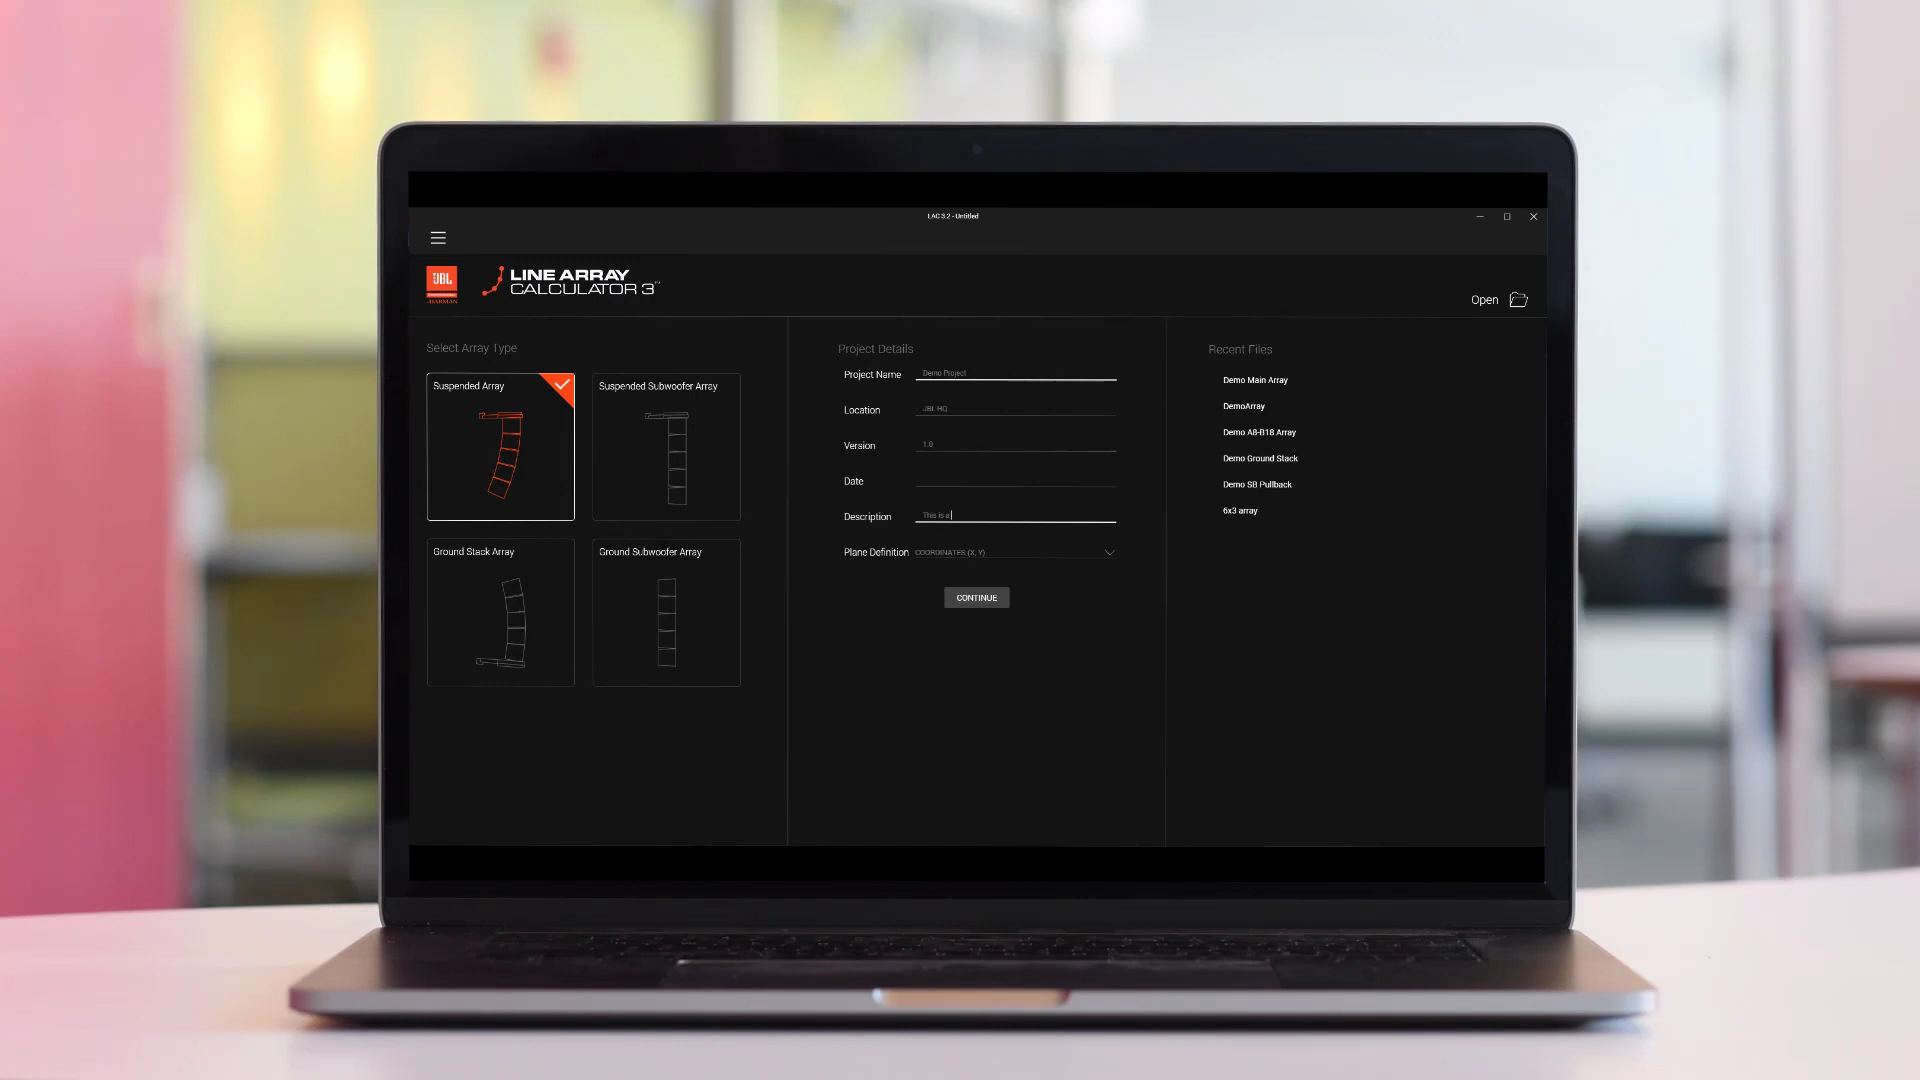 LAC 3.2 - Untitled
JBL
HARMAN
LINE ARRAY
CALCULATOR 3™
Open
Select Array Type
Suspended Array
Suspended Subwoofer Array
Ground Stack Array
Ground Subwoofer Array
Project Details
Project Name Demo Project
Location JBL HQ
Version 1.0
Date
Description This is a
Plane Definition COORDINATES (X, Y)
CONTINUE
Recent Files
Demo Main Array
DemoArray
Demo A8-B18 Array
Demo Ground Stack
Demo SB Pullback
6x3 array